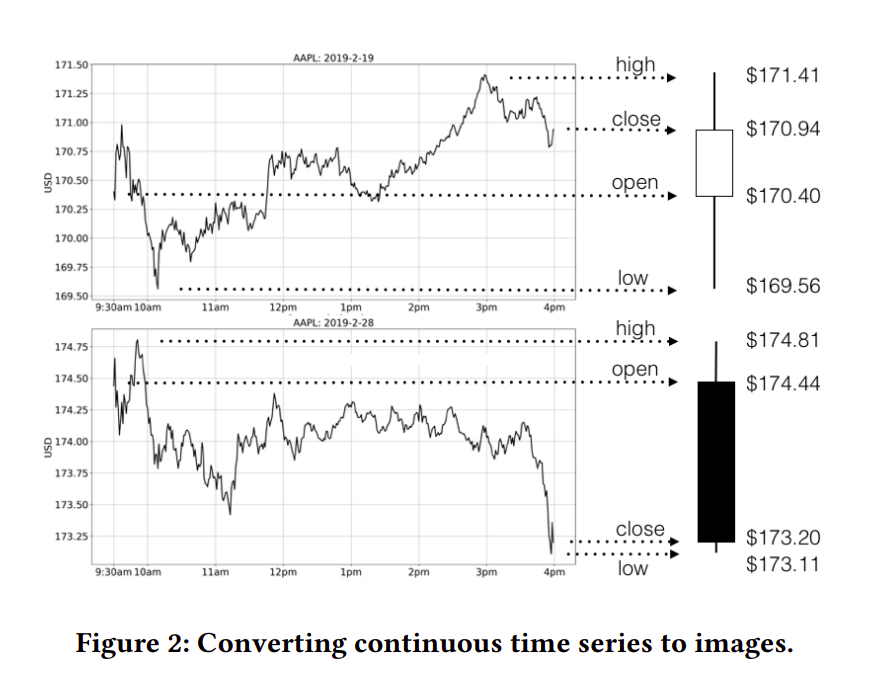 AAPL: 2019-2-19
171.50
171.25
171.00
170.75
170.50
170.25
170.00
169.75
169.50
USD
9:30am 10am 11am 12pm 1pm 2pm 3pm 4pm
high
close
open
low
$171.41
$170.94
$170.40
$169.56
AAPL: 2019-2-28
174.75
174.50
174.25
174.00
173.75
173.50
173.25
USD
9:30am 10am 11am 12pm 1pm 2pm 3pm 4pm
high
open
close
low
$174.81
$174.44
$173.20
$173.11
Figure 2: Converting continuous time series to images.